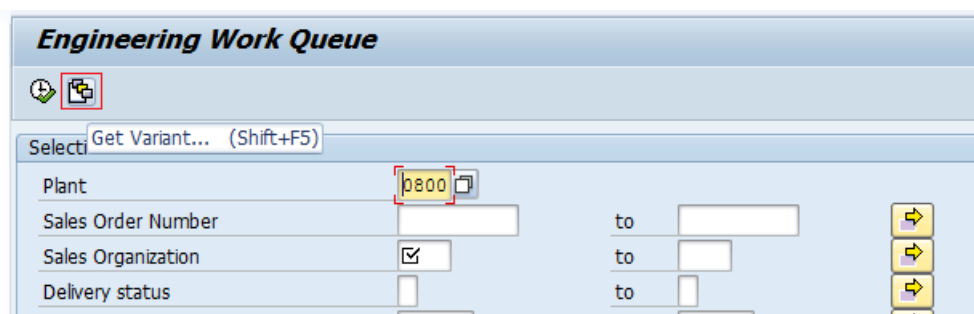 Engineering Work Queue
Get Variant... (Shift+F5)
Selecti
Plant 0800
Sales Order Number to
Sales Organization to
Delivery status to